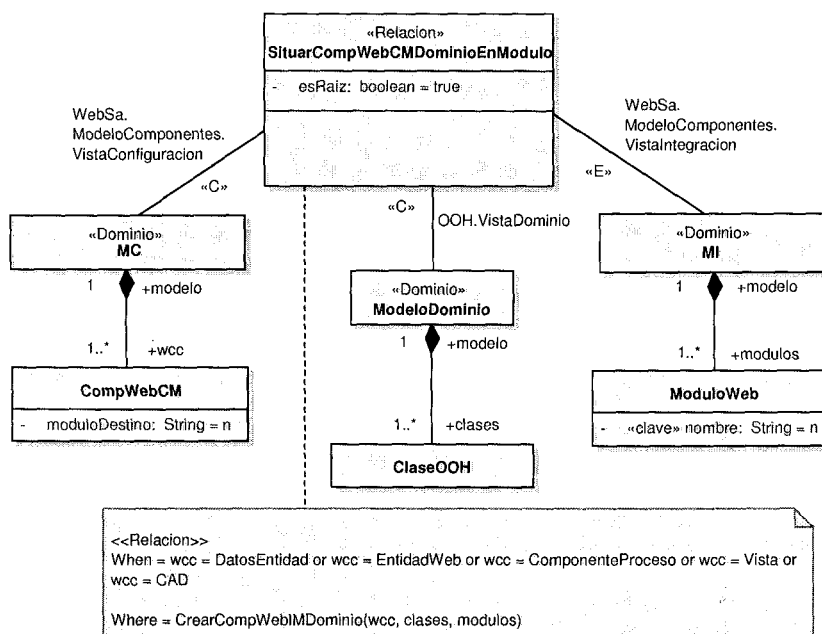 «Relacion»
SituarCompWebCMDominioEnModulo
- esRaiz: boolean = true
WebSa.
ModeloComponentes.
VistaConfiguracion
WebSa.
ModeloComponentes.
VistaIntegracion
«C»
«C»
«E»
OOH.VistaDominio
«Dominio»
MC
«Dominio»
ModeloDominio
«Dominio»
MI
1 +modelo
1 +modelo
1 +modelo
1..* +wcc
1..* +clases
1..* +modulos
CompWebCM
- moduloDestino: String = n
ClaseOOH
ModuloWeb
- «clave» nombre: String = n
<<Relacion>>
When = wcc = DatosEntidad or wcc = EntidadWeb or wcc = ComponenteProceso or wcc = Vista or
wcc = CAD
Where = CrearCompWebIMDominio(wcc, clases, modulos)